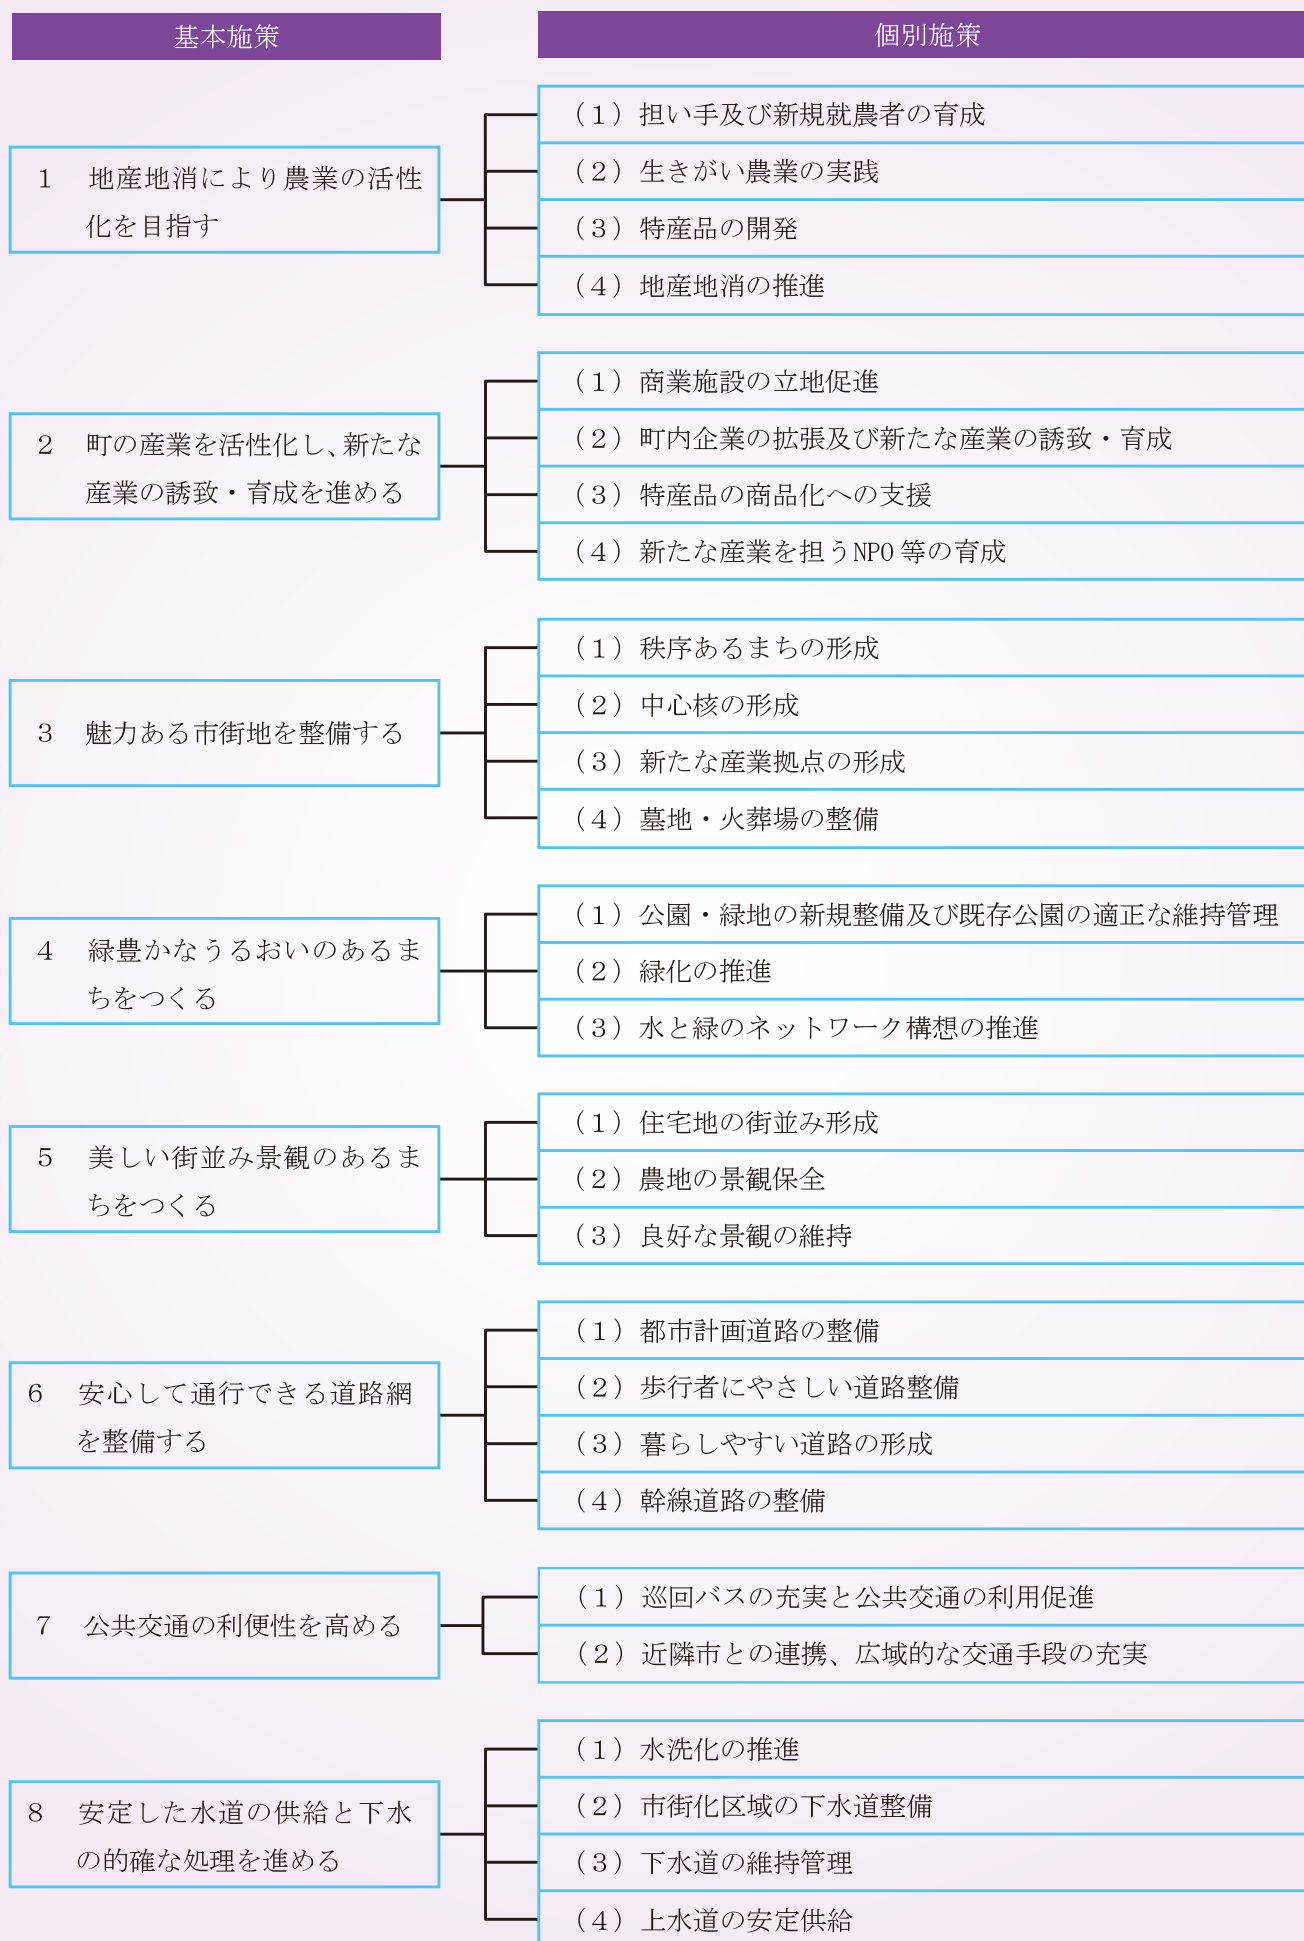 基本施策
個別施策
1 地産地消により農業の活性
化を目指す
（1）担い手及び新規就農者の育成
（2）生きがい農業の実践
（3）特産品の開発
（4）地産地消の推進
2 町の産業を活性化し、新たな
産業の誘致・育成を進める
（1）商業施設の立地促進
（2）町内企業の拡張及び新たな産業の誘致・育成
（3）特産品の商品化への支援
（4）新たな産業を担うNPO等の育成
3 魅力ある市街地を整備する
（1）秩序あるまちの形成
（2）中心核の形成
（3）新たな産業拠点の形成
（4）墓地・火葬場の整備
4 緑豊かなうるおいのあるま
ちをつくる
（1）公園・緑地の新規整備及び既存公園の適正な維持管理
（2）緑化の推進
（3）水と緑のネットワーク構想の推進
5 美しい街並み景観のあるま
ちをつくる
（1）住宅地の街並み形成
（2）農地の景観保全
（3）良好な景観の維持
6 安心して通行できる道路網
を整備する
（1）都市計画道路の整備
（2）歩行者にやさしい道路整備
（3）暮らしやすい道路の形成
（4）幹線道路の整備
7 公共交通の利便性を高める
（1）巡回バスの充実と公共交通の利用促進
（2）近隣市との連携、広域的な交通手段の充実
8 安定した水道の供給と下水
の的確な処理を進める
（1）水洗化の推進
（2）市街化区域の下水道整備
（3）下水道の維持管理
（4）上水道の安定供給